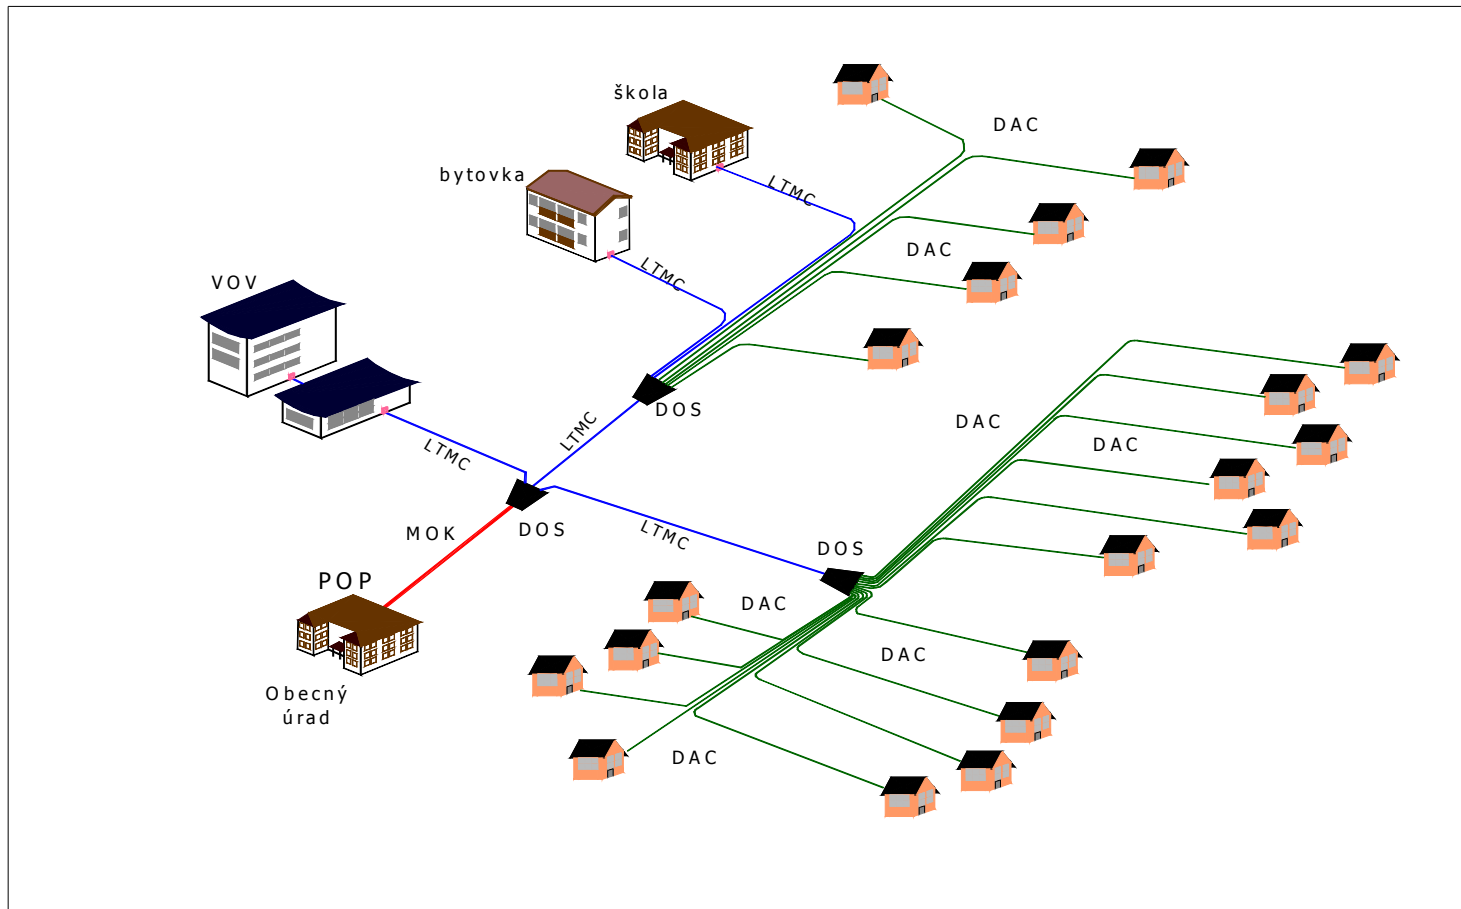 škola
DAC
bytovka
LTMC
DAC
LTMC
VOV
DOS
DAC
LTMC
DAC
LTMC
MOK
DOS
LTMC
DOS
POP
DAC
DAC
Obecný
úrad
DAC